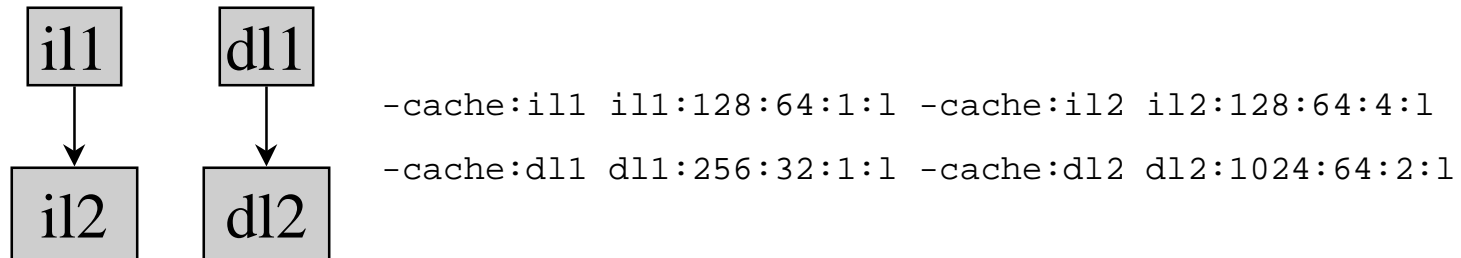 il1 dl1
-cache:il1 il1:128:64:1:l -cache:il2 il2:128:64:4:l
-cache:dl1 dl1:256:32:1:l -cache:dl2 dl2:1024:64:2:l
il2 dl2